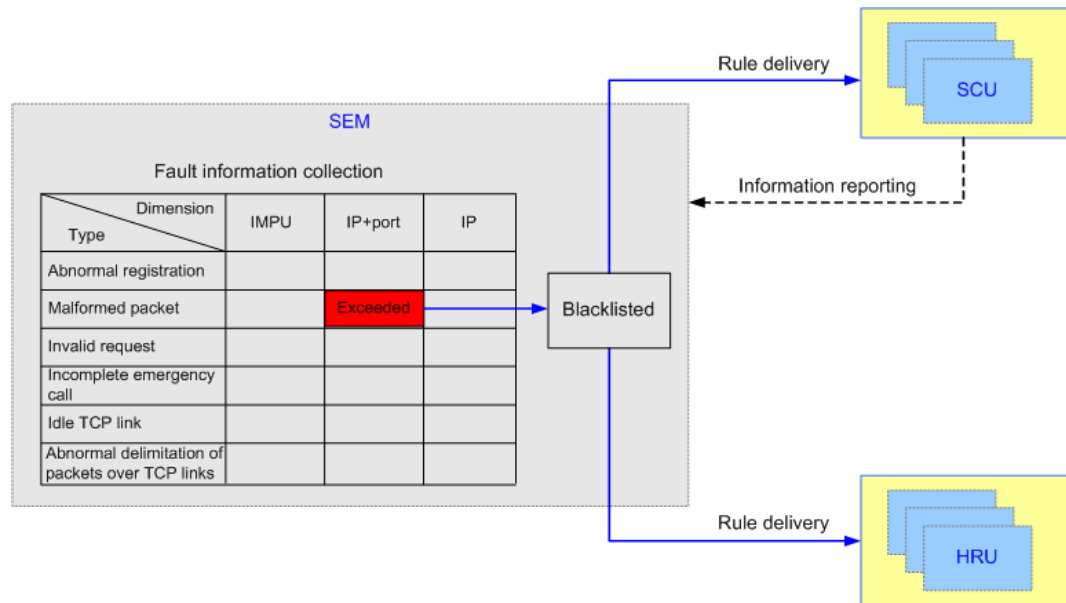 Rule delivery
SCU
SEM
Information reporting
Fault information collection
Dimension
Type
IMPU
IP+port
IP
Abnormal registration
Malformed packet
Exceeded
Blacklisted
Invalid request
Incomplete emergency
call
Idle TCP link
Abnormal delimitation of
packets over TCP links
Rule delivery
HRU